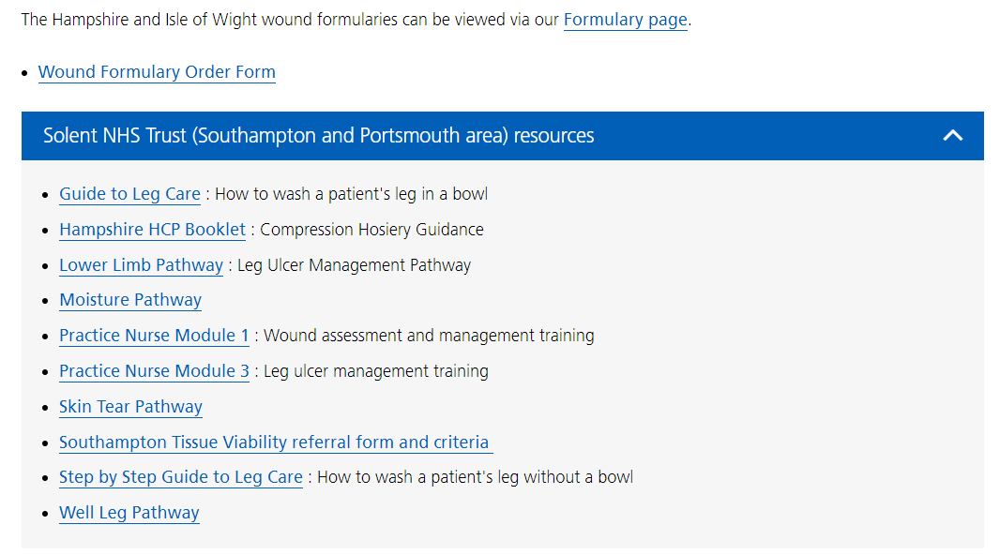 The Hampshire and Isle of Wight wound formularies can be viewed via our Formulary page.
Wound Formulary Order Form
Solent NHS Trust (Southampton and Portsmouth area) resources
Guide to Leg Care : How to wash a patient's leg in a bowl
Hampshire HCP Booklet : Compression Hosiery Guidance
Lower Limb Pathway : Leg Ulcer Management Pathway
Moisture Pathway
Practice Nurse Module 1 : Wound assessment and management training
Practice Nurse Module 3 : Leg ulcer management training
Skin Tear Pathway
Southampton Tissue Viability referral form and criteria
Step by Step Guide to Leg Care : How to wash a patient's leg without a bowl
Well Leg Pathway